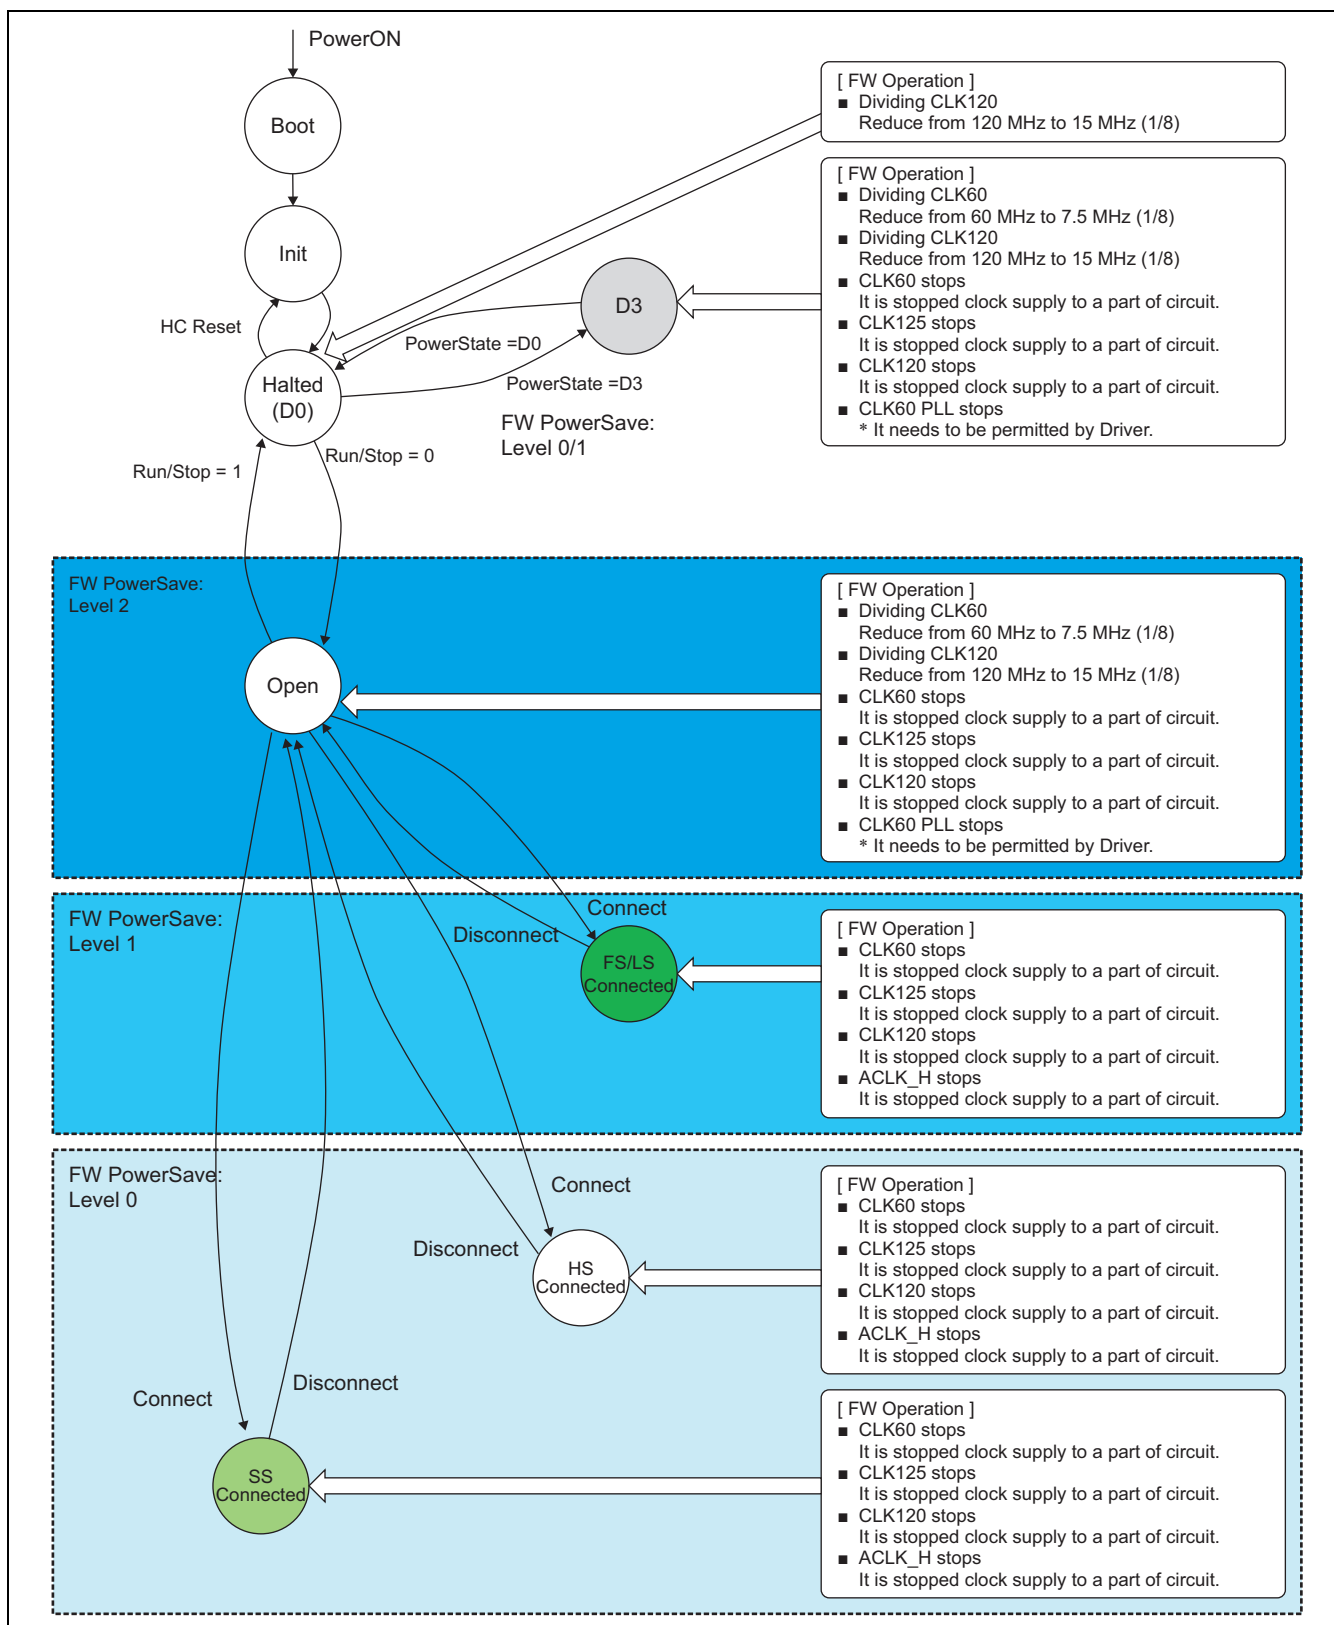 PowerON
Boot
Init
HC Reset
Halted
(D0)
D3
PowerState =D0
PowerState =D3
FW PowerSave:
Level 0/1
Run/Stop = 1
Run/Stop = 0
[ FW Operation ]
■ Dividing CLK120
Reduce from 120 MHz to 15 MHz (1/8)
[ FW Operation ]
■ Dividing CLK60
Reduce from 60 MHz to 7.5 MHz (1/8)
■ Dividing CLK120
Reduce from 120 MHz to 15 MHz (1/8)
■ CLK60 stops
It is stopped clock supply to a part of circuit.
■ CLK125 stops
It is stopped clock supply to a part of circuit.
■ CLK120 stops
It is stopped clock supply to a part of circuit.
■ CLK60 PLL stops
* It needs to be permitted by Driver.
FW PowerSave:
Level 2
Open
[ FW Operation ]
■ Dividing CLK60
Reduce from 60 MHz to 7.5 MHz (1/8)
■ Dividing CLK120
Reduce from 120 MHz to 15 MHz (1/8)
■ CLK60 stops
It is stopped clock supply to a part of circuit.
■ CLK125 stops
It is stopped clock supply to a part of circuit.
■ CLK120 stops
It is stopped clock supply to a part of circuit.
■ CLK60 PLL stops
* It needs to be permitted by Driver.
FW PowerSave:
Level 1
Connect
Disconnect
FS/LS
Connected
[ FW Operation ]
■ CLK60 stops
It is stopped clock supply to a part of circuit.
■ CLK125 stops
It is stopped clock supply to a part of circuit.
■ CLK120 stops
It is stopped clock supply to a part of circuit.
■ ACLK_H stops
It is stopped clock supply to a part of circuit.
FW PowerSave:
Level 0
Connect
Disconnect
HS
Connected
[ FW Operation ]
■ CLK60 stops
It is stopped clock supply to a part of circuit.
■ CLK125 stops
It is stopped clock supply to a part of circuit.
■ CLK120 stops
It is stopped clock supply to a part of circuit.
■ ACLK_H stops
It is stopped clock supply to a part of circuit.
Connect
Disconnect
SS
Connected
[ FW Operation ]
■ CLK60 stops
It is stopped clock supply to a part of circuit.
■ CLK125 stops
It is stopped clock supply to a part of circuit.
■ CLK120 stops
It is stopped clock supply to a part of circuit.
■ ACLK_H stops
It is stopped clock supply to a part of circuit.